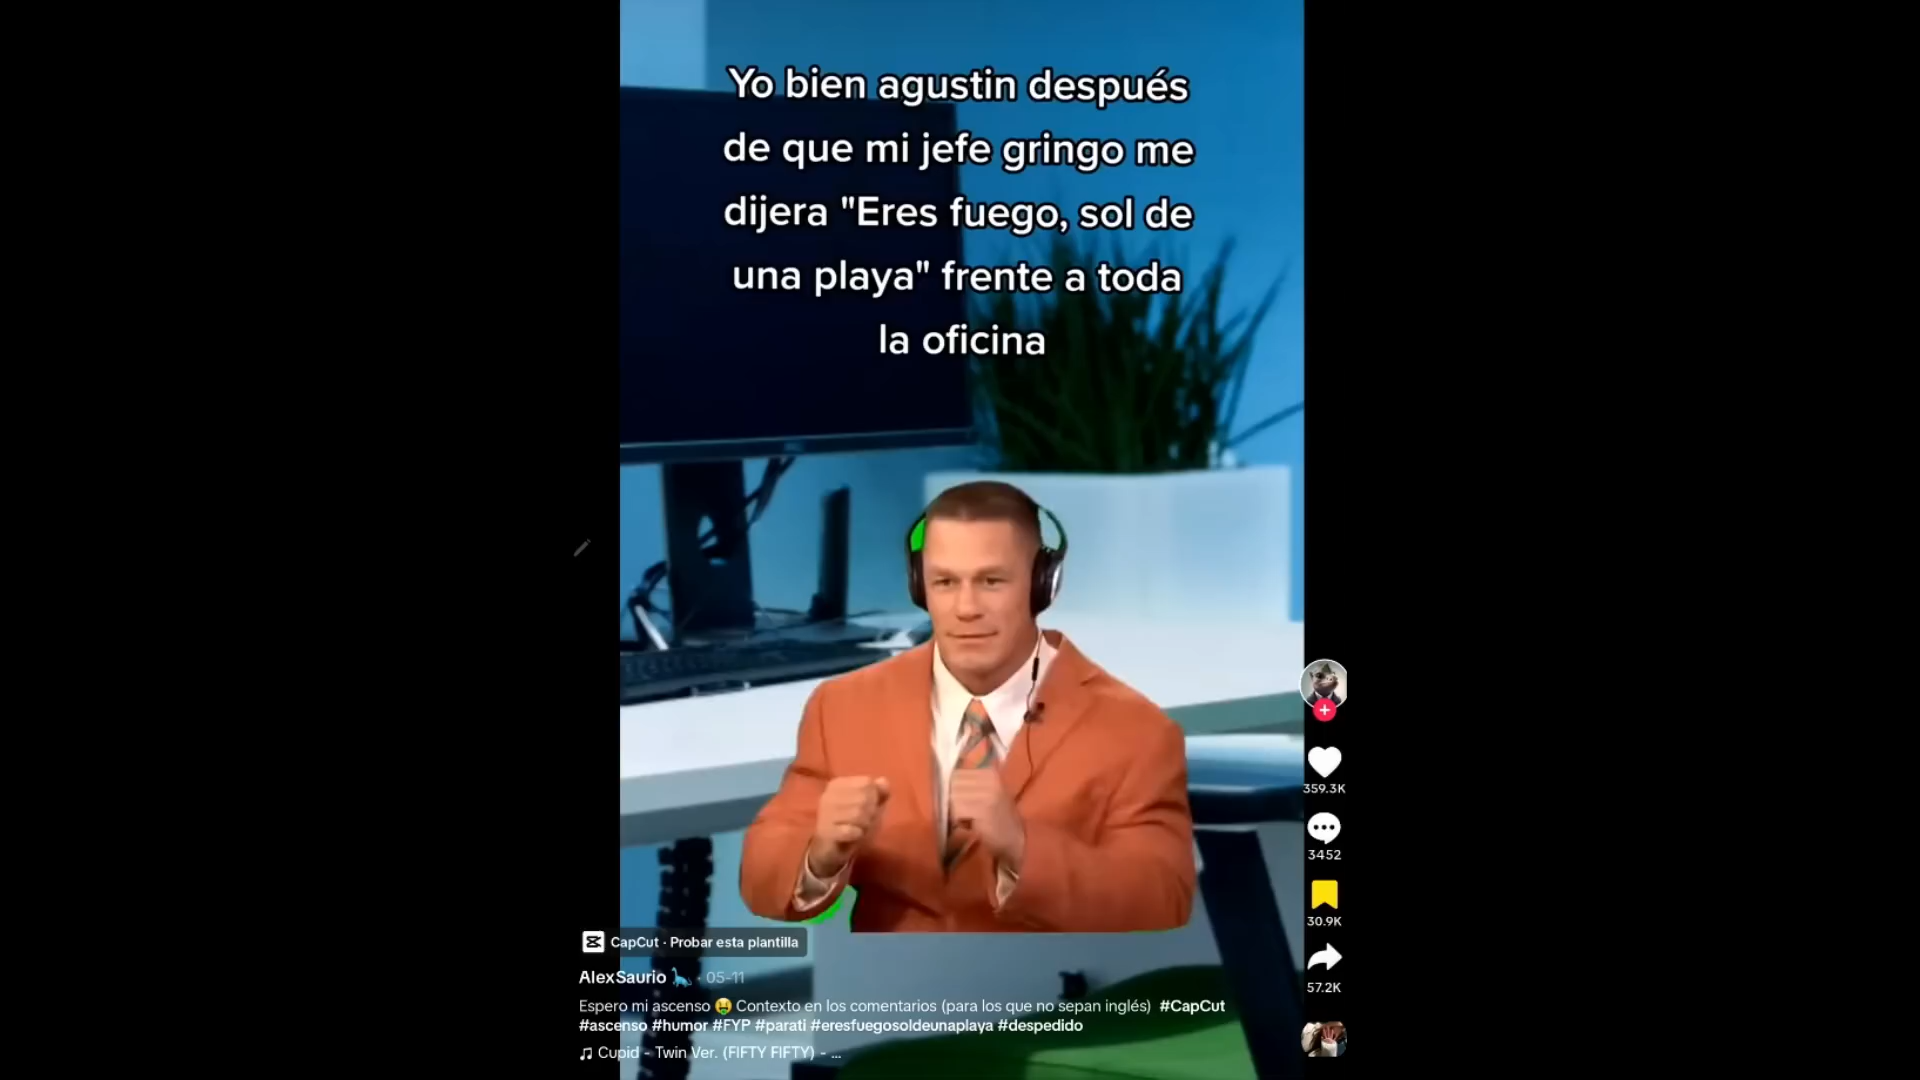 Yo bien agustin después
de que mi jefe gringo me
dijera "Eres fuego, sol de
una playa" frente a toda
la oficina
359.3K
3452
30.9K
57.2K
CapCut · Probar esta plantilla
AlexSaurio 🦕 · 05-11
Espero mi ascenso 🤑 Contexto en los comentarios (para los que no sepan inglés) #CapCut
#ascenso #humor #FYP #parati #eresfuegosoldeunaplaya #despedido
Cupid - Twin Ver. (FIFTY FIFTY) - ...